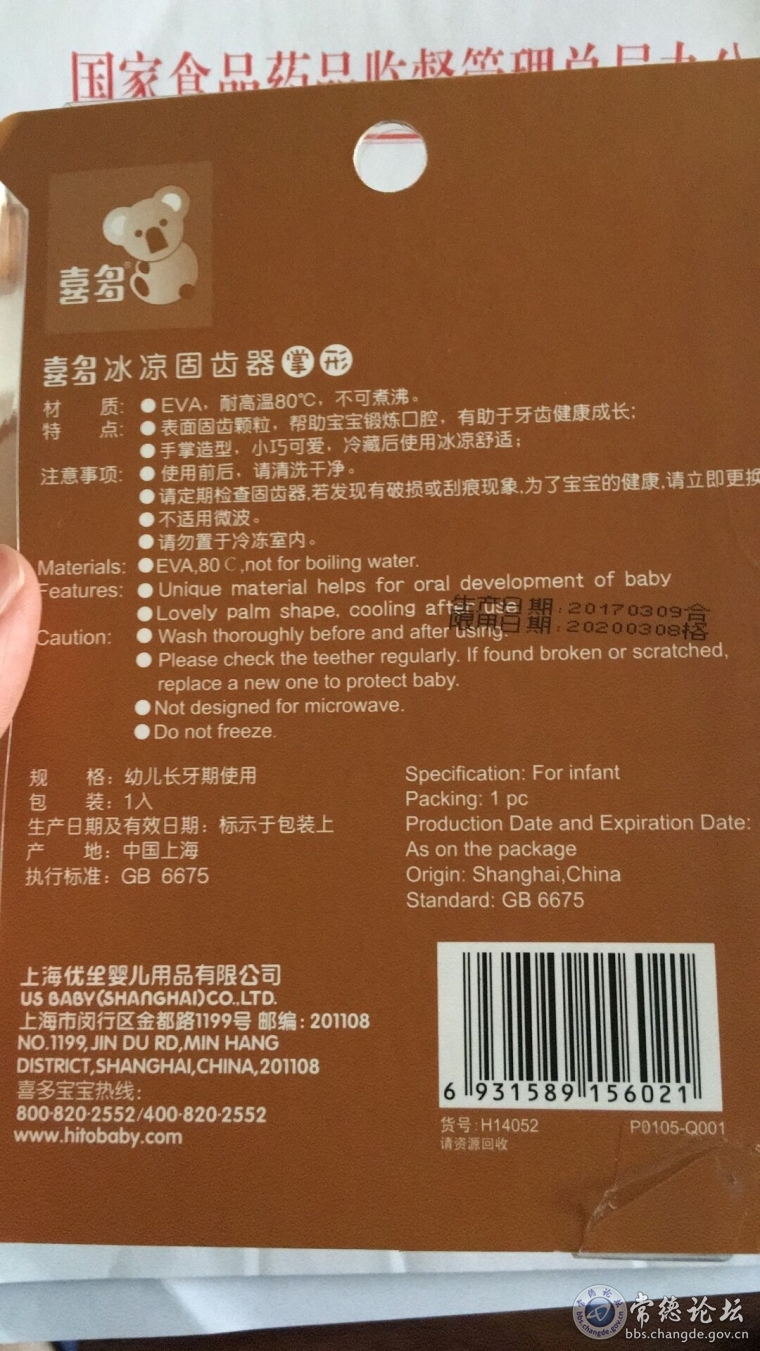 国家食品药品监督管理总局办公
喜多®
喜多冰凉固齿器掌形
材 质: ●EVA，耐高温80℃，不可煮沸。
特 点: ●表面固齿颗粒，帮助宝宝锻炼口腔，有助于牙齿健康成长；
●手掌造型，小巧可爱，冷藏后使用冰凉舒适；
注意事项: ●使用前后，请清洗干净。
●请定期检查固齿器,若发现有破损或刮痕现象,为了宝宝的健康,请立即更换
●不适用微波。
●请勿置于冷冻室内。
Materials: ●EVA,80℃,not for boiling water.
Features: ●Unique material helps for oral development of baby
●Lovely palm shape, cooling after use
生产日期:20170309合
限用日期:20200308格
Caution: ●Wash thoroughly before and after using.
●Please check the teether regularly. If found broken or scratched,
replace a new one to protect baby.
●Not designed for microwave.
●Do not freeze.
规 格: 幼儿长牙期使用
包 装: 1入
生产日期及有效日期: 标示于包装上
产 地: 中国上海
执行标准: GB 6675
Specification: For infant
Packing: 1 pc
Production Date and Expiration Date:
As on the package
Origin: Shanghai,China
Standard: GB 6675
上海优生婴儿用品有限公司
US BABY(SHANGHAI)CO.,LTD.
上海市闵行区金都路1199号 邮编: 201108
NO.1199,JIN DU RD,MIN HANG
DISTRICT,SHANGHAI,CHINA,201108
喜多宝宝热线:
800·820·2552/400·820·2552
www.hitobaby.com
6 931589 156021
货号: H14052 P0105-Q001
请资源回收
常德论坛
bbs.changde.gov.cn